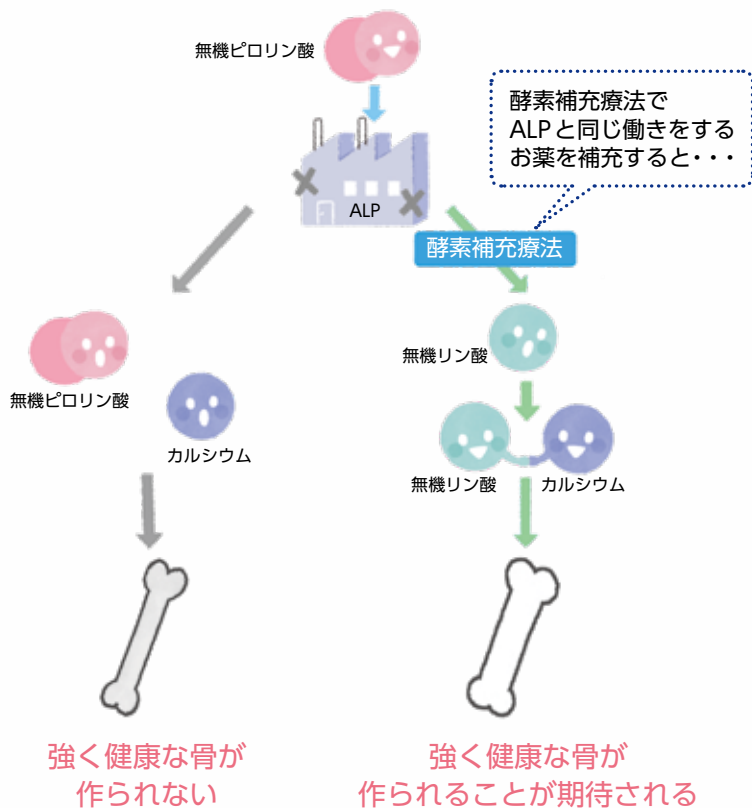 無機ピロリン酸
酵素補充療法で
ALPと同じ働きをする
お薬を補充すると・・・
ALP
酵素補充療法
無機ピロリン酸
カルシウム
無機リン酸
無機リン酸
カルシウム
強く健康な骨が
作られない
強く健康な骨が
作られることが期待される